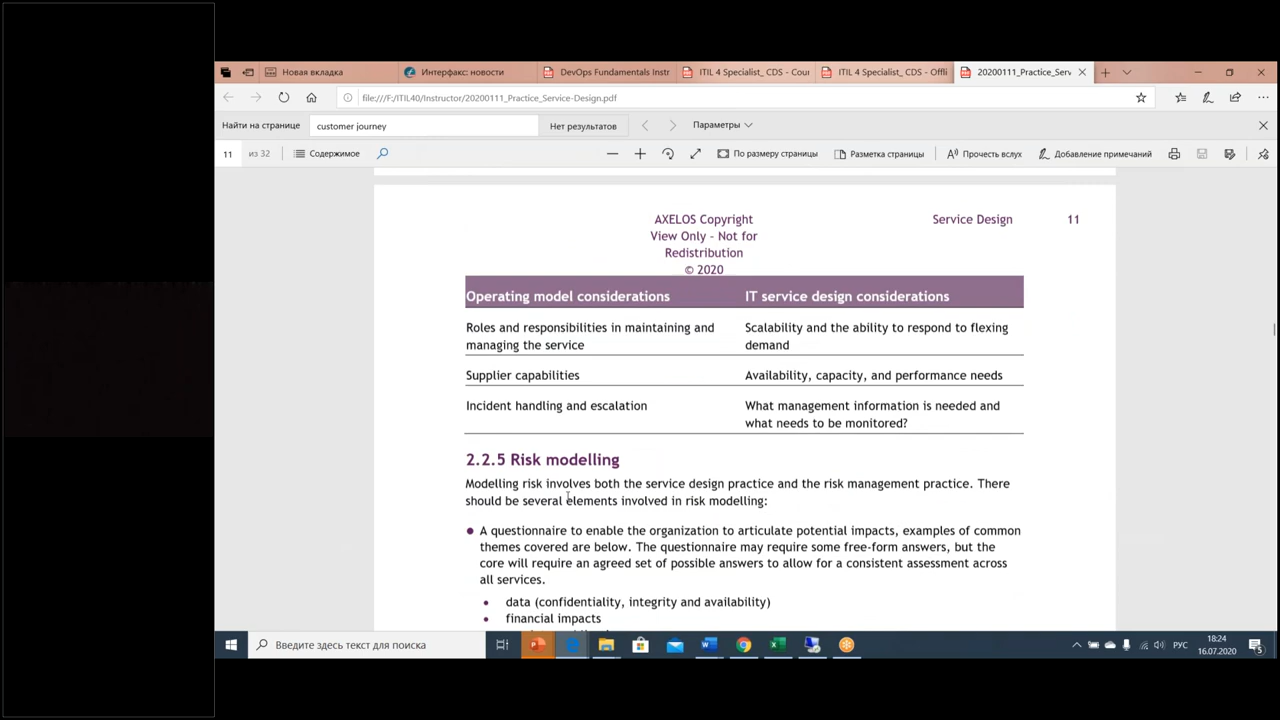 Новая вкладка
Интерфакс: новости
DevOps Fundamentals Instr
ITIL 4 Specialist_ CDS - Cour
ITIL 4 Specialist_ CDS - Offli
20200111_Practice_Serv
file:///F:/ITIL40/Instructor/20200111_Practice_Service-Design.pdf
Найти на странице
customer journey
Нет результатов
Параметры
11 из 32
Содержимое
По размеру страницы
Разметка страницы
Прочесть вслух
Добавление примечаний
AXELOS Copyright
View Only - Not for
Redistribution
© 2020
Service Design 11
Operating model considerations IT service design considerations
Roles and responsibilities in maintaining and
managing the service
Scalability and the ability to respond to flexing
demand
Supplier capabilities
Availability, capacity, and performance needs
Incident handling and escalation
What management information is needed and
what needs to be monitored?
2.2.5 Risk modelling
Modelling risk involves both the service design practice and the risk management practice. There
should be several elements involved in risk modelling:
● A questionnaire to enable the organization to articulate potential impacts, examples of common
themes covered are below. The questionnaire may require some free-form answers, but the
core will require an agreed set of possible answers to allow for a consistent assessment across
all services.
• data (confidentiality, integrity and availability)
• financial impacts
Введите здесь текст для поиска
РУС
18:24
16.07.2020
5